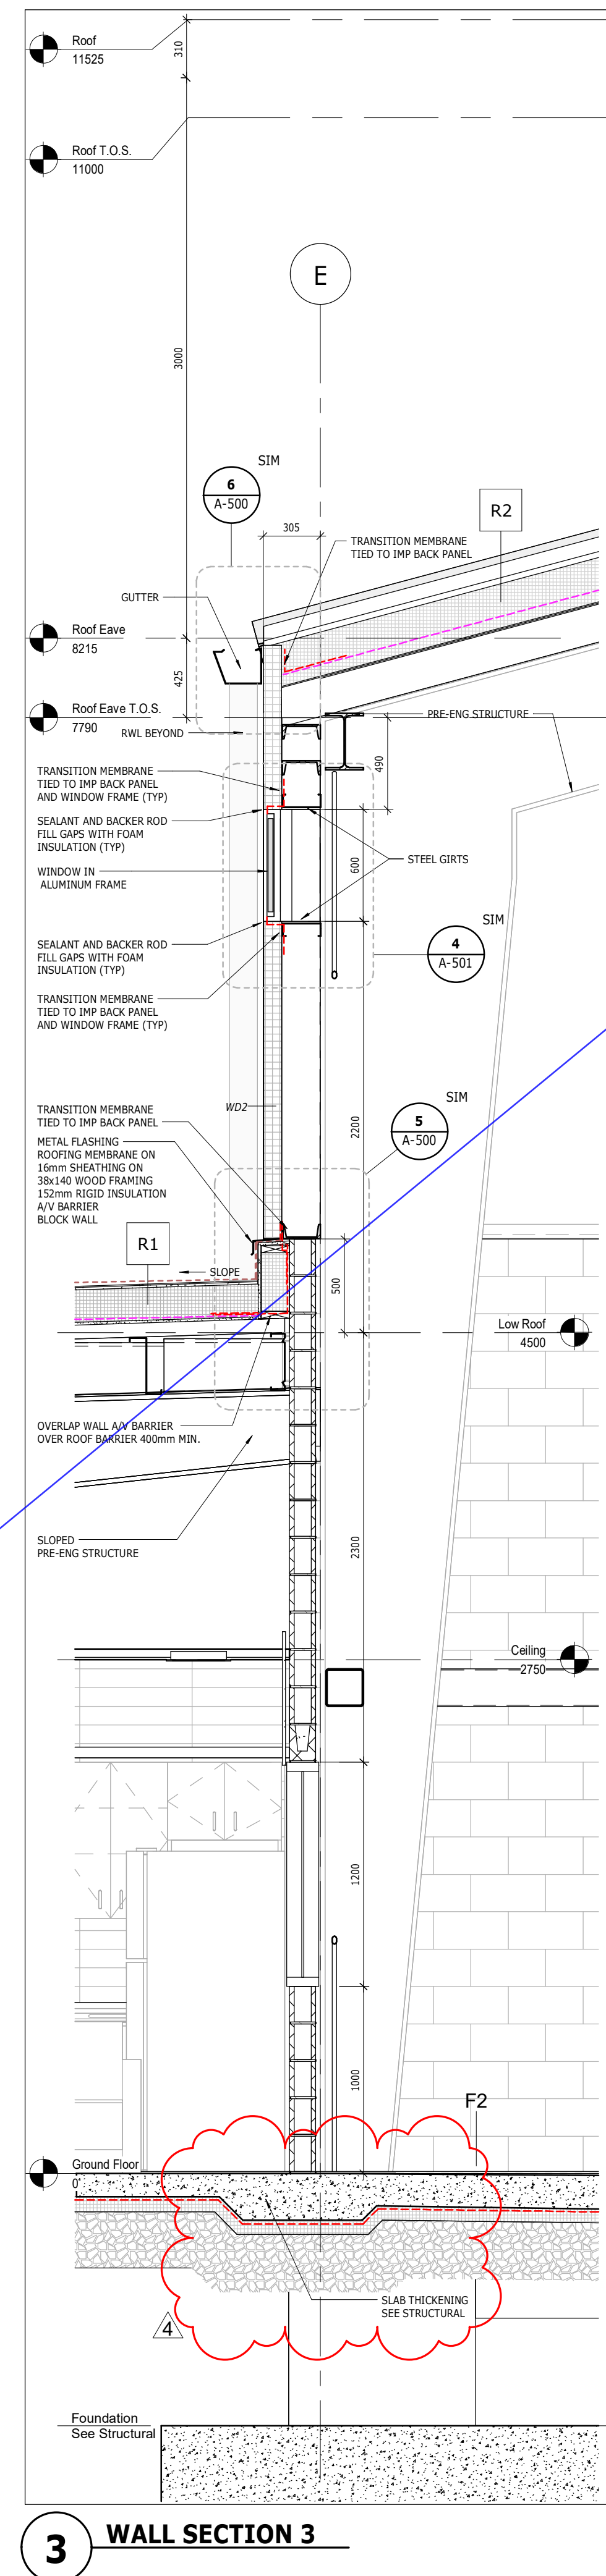 Roof
11525
310
Roof T.O.S.
11000
E
3000
SIM
6
A-500
305
R2
TRANSITION MEMBRANE
TIED TO IMP BACK PANEL
GUTTER
Roof Eave
8215
425
Roof Eave T.O.S.
7790
PRE-ENG STRUCTURE
RWL BEYOND
490
TRANSITION MEMBRANE
TIED TO IMP BACK PANEL
AND WINDOW FRAME (TYP)
SEALANT AND BACKER ROD
FILL GAPS WITH FOAM
INSULATION (TYP)
STEEL GIRTS
600
WINDOW IN
ALUMINUM FRAME
SIM
4
A-501
SEALANT AND BACKER ROD
FILL GAPS WITH FOAM
INSULATION (TYP)
TRANSITION MEMBRANE
TIED TO IMP BACK PANEL
AND WINDOW FRAME (TYP)
WD2
SIM
5
A-500
2200
TRANSITION MEMBRANE
TIED TO IMP BACK PANEL
METAL FLASHING
ROOFING MEMBRANE ON
16mm SHEATHING ON
38x140 WOOD FRAMING
152mm RIGID INSULATION
A/V BARRIER
BLOCK WALL
R1
SLOPE
500
Low Roof
4500
OVERLAP WALL A/V BARRIER
OVER ROOF BARRIER 400mm MIN.
SLOPED
PRE-ENG STRUCTURE
2300
Ceiling
2750
1200
1000
F2
Ground Floor
0
SLAB THICKENING
SEE STRUCTURAL
4
Foundation
See Structural
3
WALL SECTION 3